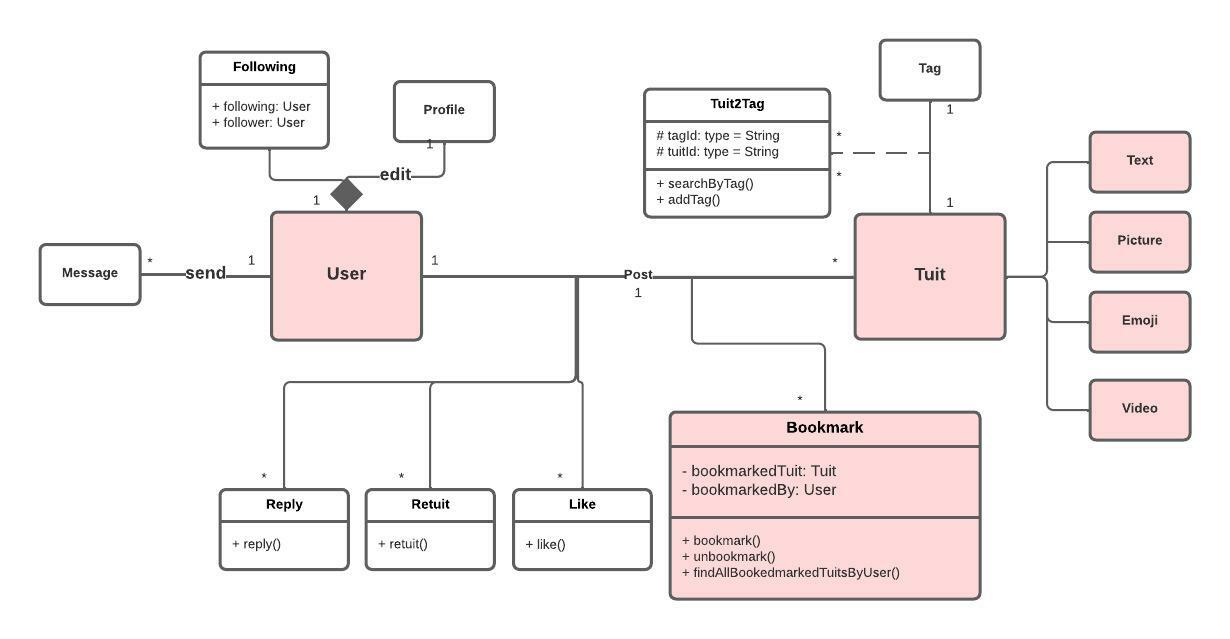 Following
+ following: User
+ follower: User
Profile
1
edit
1
Tuit2Tag
# tagId: type = String
# tuitId: type = String
+ searchByTag()
+ addTag()
*
*
Tag
1
1
Message
*
send
1
User
1
Post
1
*
Tuit
Text
Picture
Emoji
Video
*
Reply
+ reply()
*
Retuit
+ retuit()
*
Like
+ like()
*
Bookmark
- bookmarkedTuit: Tuit
- bookmarkedBy: User
+ bookmark()
+ unbookmark()
+ findAllBookedmarkedTuitsByUser()